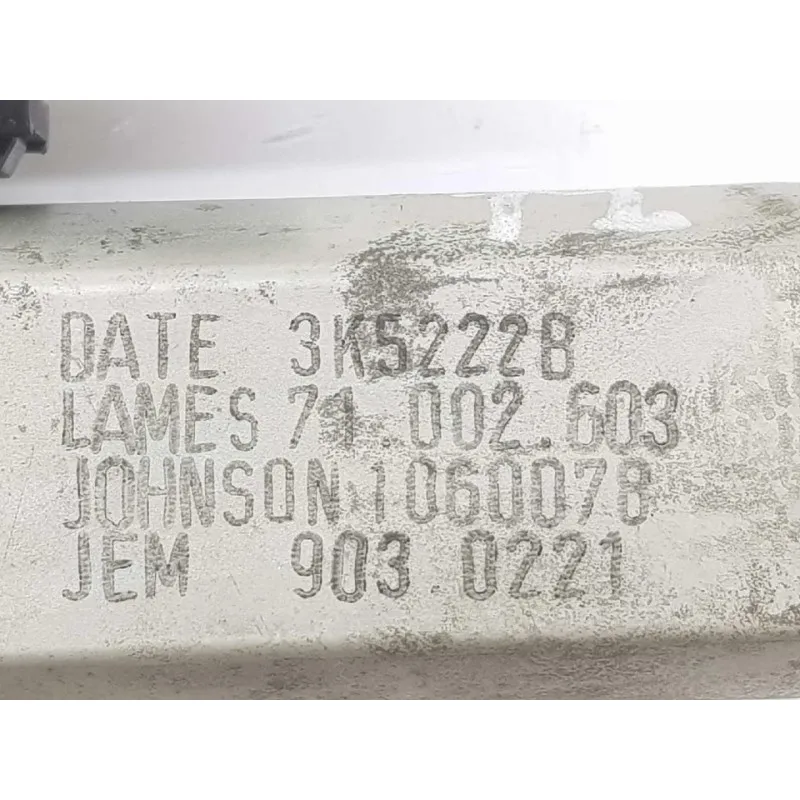 DATE 3K5222B
LAMES 71.002.603
JOHNSON 1060078
JEM 903.0221